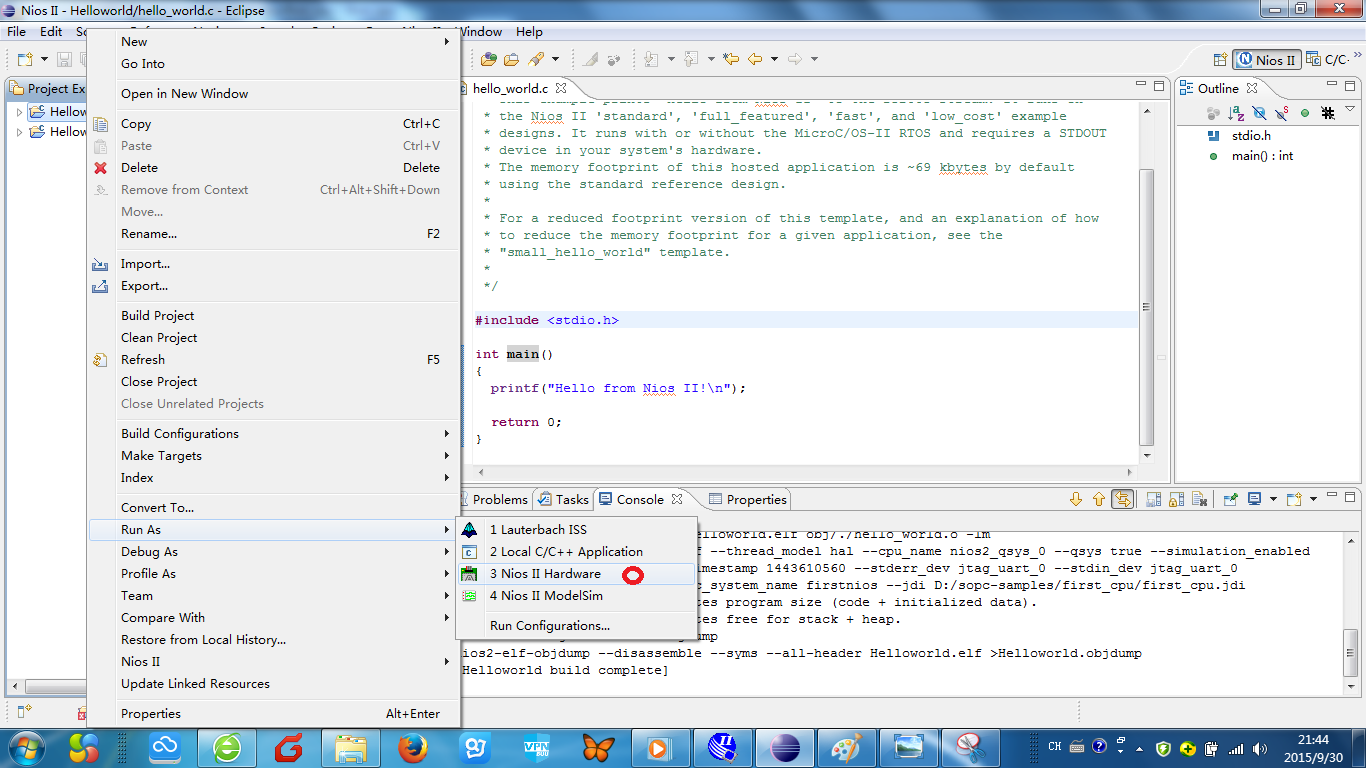 Nios II - Helloworld/hello_world.c - Eclipse
File Edit Window Help
New
Go Into
Open in New Window
Copy Ctrl+C
Paste Ctrl+V
Delete Delete
Remove from Context Ctrl+Alt+Shift+Down
Move...
Rename... F2
Import...
Export...
Build Project
Clean Project
Refresh F5
Close Project
Close Unrelated Projects
Build Configurations
Make Targets
Index
Convert To...
Run As
Debug As
Profile As
Team
Compare With
Restore from Local History...
Nios II
Update Linked Resources
Properties Alt+Enter
1 Lauterbach ISS
2 Local C/C++ Application
3 Nios II Hardware
4 Nios II ModelSim
Run Configurations...
Project Ex
Hellow
Hellow
Nios II C/C·
hello_world.c
* the Nios II 'standard', 'full_featured', 'fast', and 'low_cost' example
* designs. It runs with or without the MicroC/OS-II RTOS and requires a STDOUT
* device in your system's hardware.
* The memory footprint of this hosted application is ~69 kbytes by default
* using the standard reference design.
*
* For a reduced footprint version of this template, and an explanation of how
* to reduce the memory footprint for a given application, see the
* "small_hello_world" template.
*
*/
#include <stdio.h>
int main()
{
printf("Hello from Nios II!\n");
return 0;
}
Outline
stdio.h
main() : int
Problems Tasks Console Properties
elloworld.elf obj/./hello_world.o -lm
f --thread_model hal --cpu_name nios2_qsys_0 --qsys true --simulation_enabled
imestamp 1443610560 --stderr_dev jtag_uart_0 --stdin_dev jtag_uart_0
c_system_name firstnios --jdi D:/sopc-samples/first_cpu/first_cpu.jdi
tes program size (code + initialized data).
tes free for stack + heap.
ump
ios2-elf-objdump --disassemble --syms --all-header Helloworld.elf >Helloworld.objdump
Helloworld build complete]
VPN
CH
21:44
2015/9/30